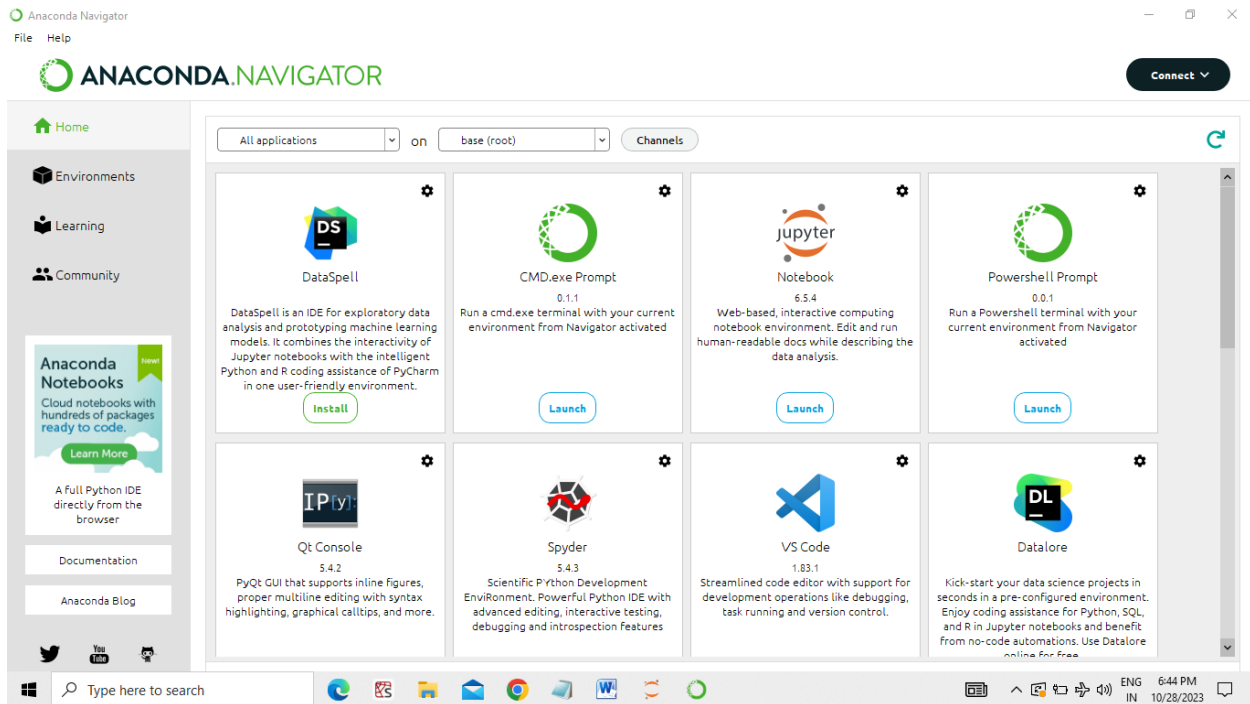 Anaconda Navigator
File Help
ANACONDA.NAVIGATOR
Connect
Home
Environments
Learning
Community
Anaconda
Notebooks
New!
Cloud notebooks with
hundreds of packages
ready to code.
Learn More
A full Python IDE
directly from the
browser
Documentation
Anaconda Blog
You
Tube
All applications on base (root) Channels
DS
DataSpell
DataSpell is an IDE for exploratory data
analysis and prototyping machine learning
models. It combines the interactivity of
Jupyter notebooks with the intelligent
Python and R coding assistance of PyCharm
in one user-friendly environment.
Install
CMD.exe Prompt
0.1.1
Run a cmd.exe terminal with your current
environment from Navigator activated
Launch
jupyter
Notebook
6.5.4
Web-based, interactive computing
notebook environment. Edit and run
human-readable docs while describing the
data analysis.
Launch
Powershell Prompt
0.0.1
Run a Powershell terminal with your
current environment from Navigator
activated
Launch
IP[y]:
Qt Console
5.4.2
PyQt GUI that supports inline figures,
proper multiline editing with syntax
highlighting, graphical calltips, and more.
Spyder
5.4.3
Scientific PYthon Development
EnviRonment. Powerful Python IDE with
advanced editing, interactive testing,
debugging and introspection features
VS Code
1.83.1
Streamlined code editor with support for
development operations like debugging,
task running and version control.
DL
Datalore
Kick-start your data science projects in
seconds in a pre-configured environment.
Enjoy coding assistance for Python, SQL,
and R in Jupyter notebooks and benefit
from no-code automations. Use Datalore
online for free.
Type here to search
ENG
IN
6:44 PM
10/28/2023